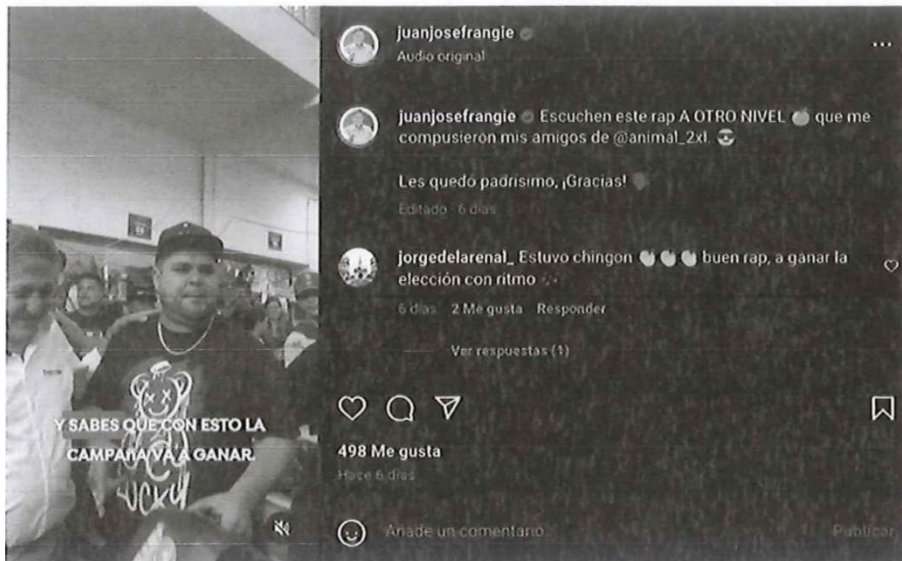 juanjosefrangie
Audio original
juanjosefrangie Escuchen este rap A OTRO NIVEL que me
compusieron mis amigos de @animal_2xl.
Les quedó padrísimo, ¡Gracias!
Editado · 6 días
jorgedelarenal_ Estuvo chingon buen rap, a ganar la
elección con ritmo
6 días 2 Me gusta Responder
Ver respuestas (1)
498 Me gusta
Hace 6 días
Añade un comentario...
Publicar
Y SABES QUE CON ESTO LA
CAMPAñA VA A GANAR.